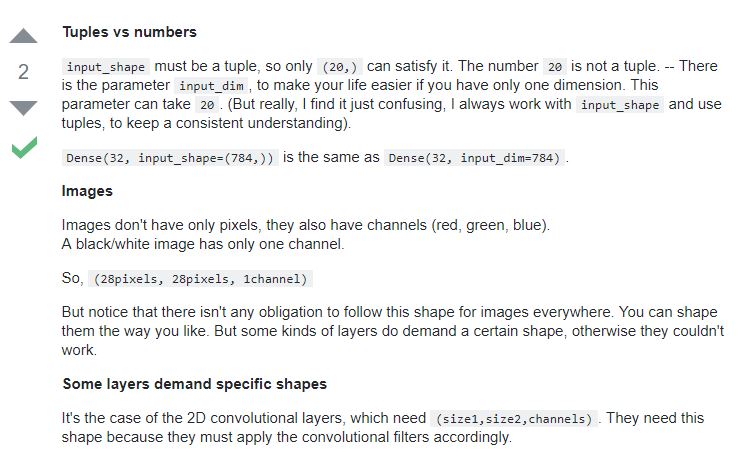 Tuples vs numbers
input_shape must be a tuple, so only (20,) can satisfy it. The number 20 is not a tuple. -- There
2
is the parameter input_dim , to make your life easier if you have only one dimension. This
parameter can take 20 . (But really, I find it just confusing, I always work with input_shape and use
tuples, to keep a consistent understanding).
Dense(32, input_shape=(784,)) is the same as Dense(32, input_dim=784) .
Images
Images don't have only pixels, they also have channels (red, green, blue).
A black/white image has only one channel.
So, (28pixels, 28pixels, 1channel)
But notice that there isn't any obligation to follow this shape for images everywhere. You can shape
them the way you like. But some kinds of layers do demand a certain shape, otherwise they couldn't
work.
Some layers demand specific shapes
It's the case of the 2D convolutional layers, which need (size1,size2,channels) . They need this
shape because they must apply the convolutional filters accordingly.